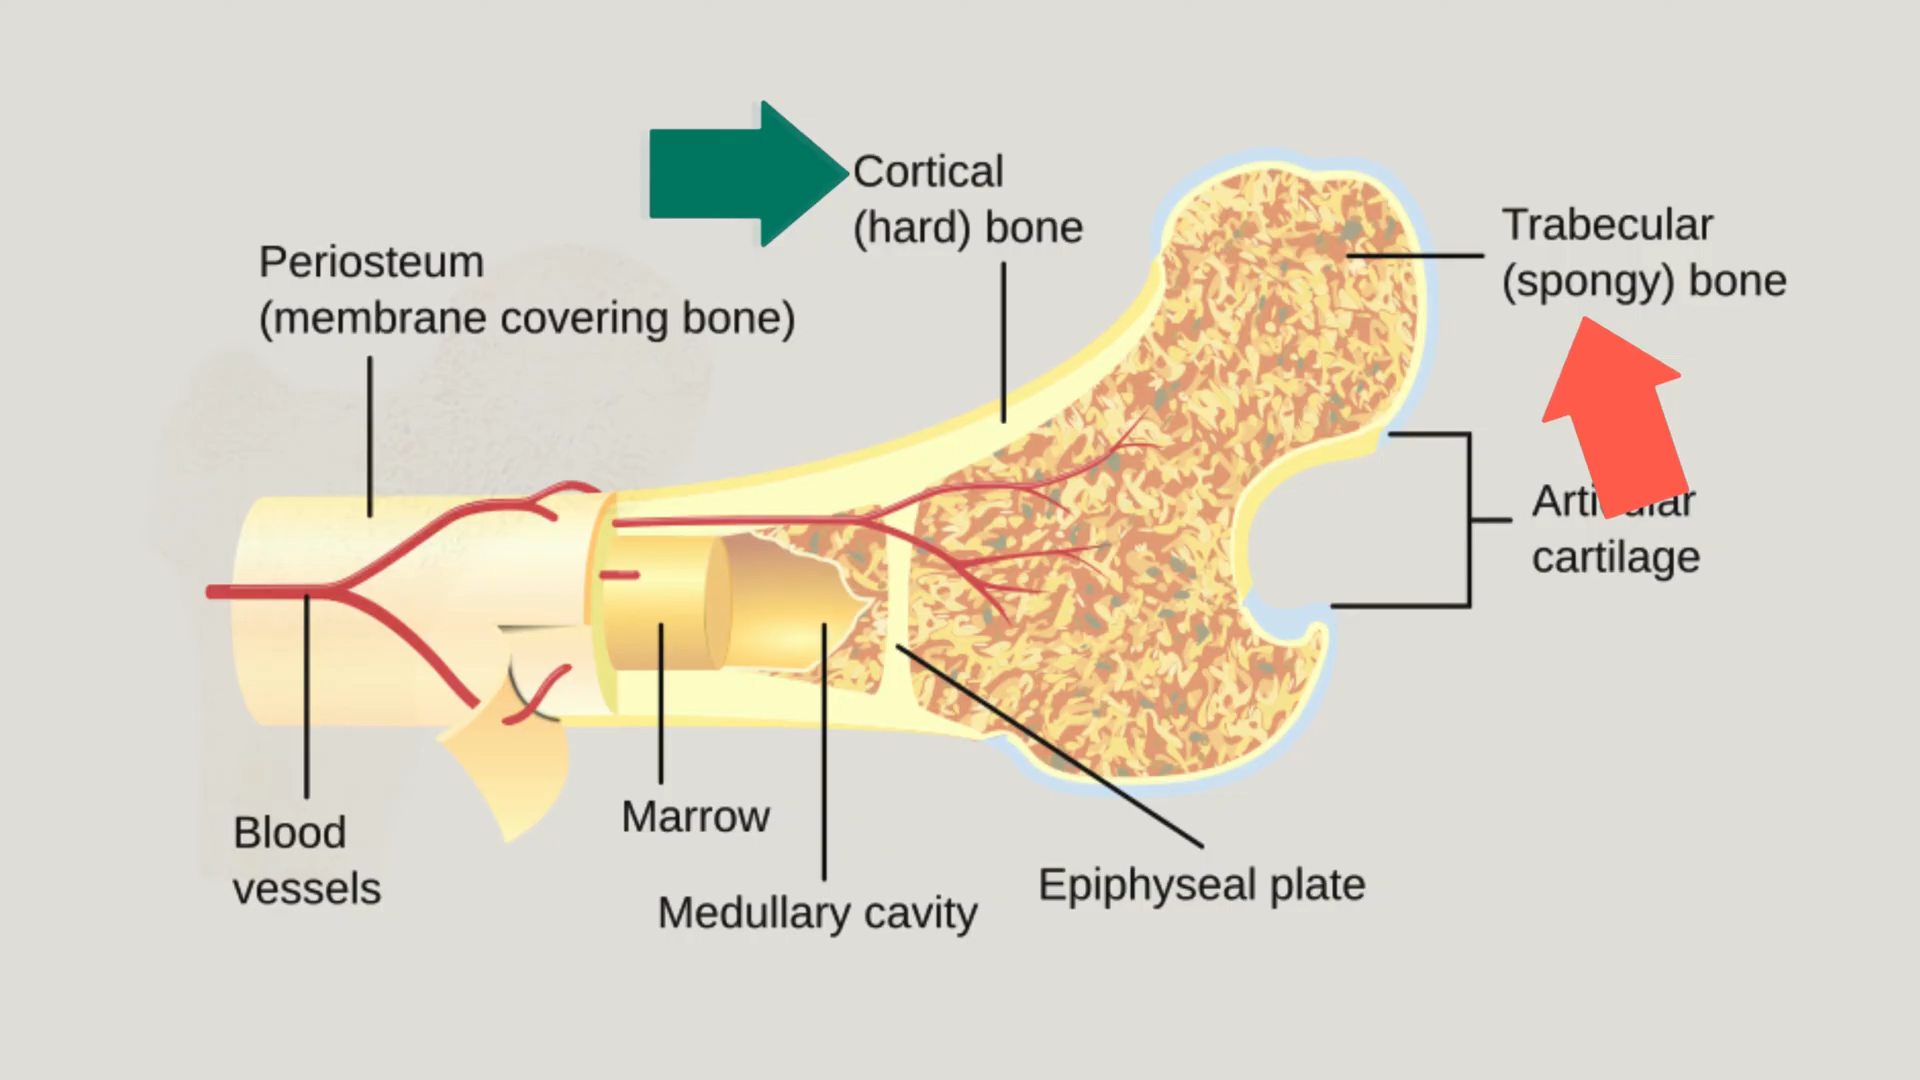 Cortical
(hard) bone
Trabecular
(spongy) bone
Periosteum
(membrane covering bone)
cartilage
Blood
vessels
Marrow
Medullary cavity
Epiphyseal plate